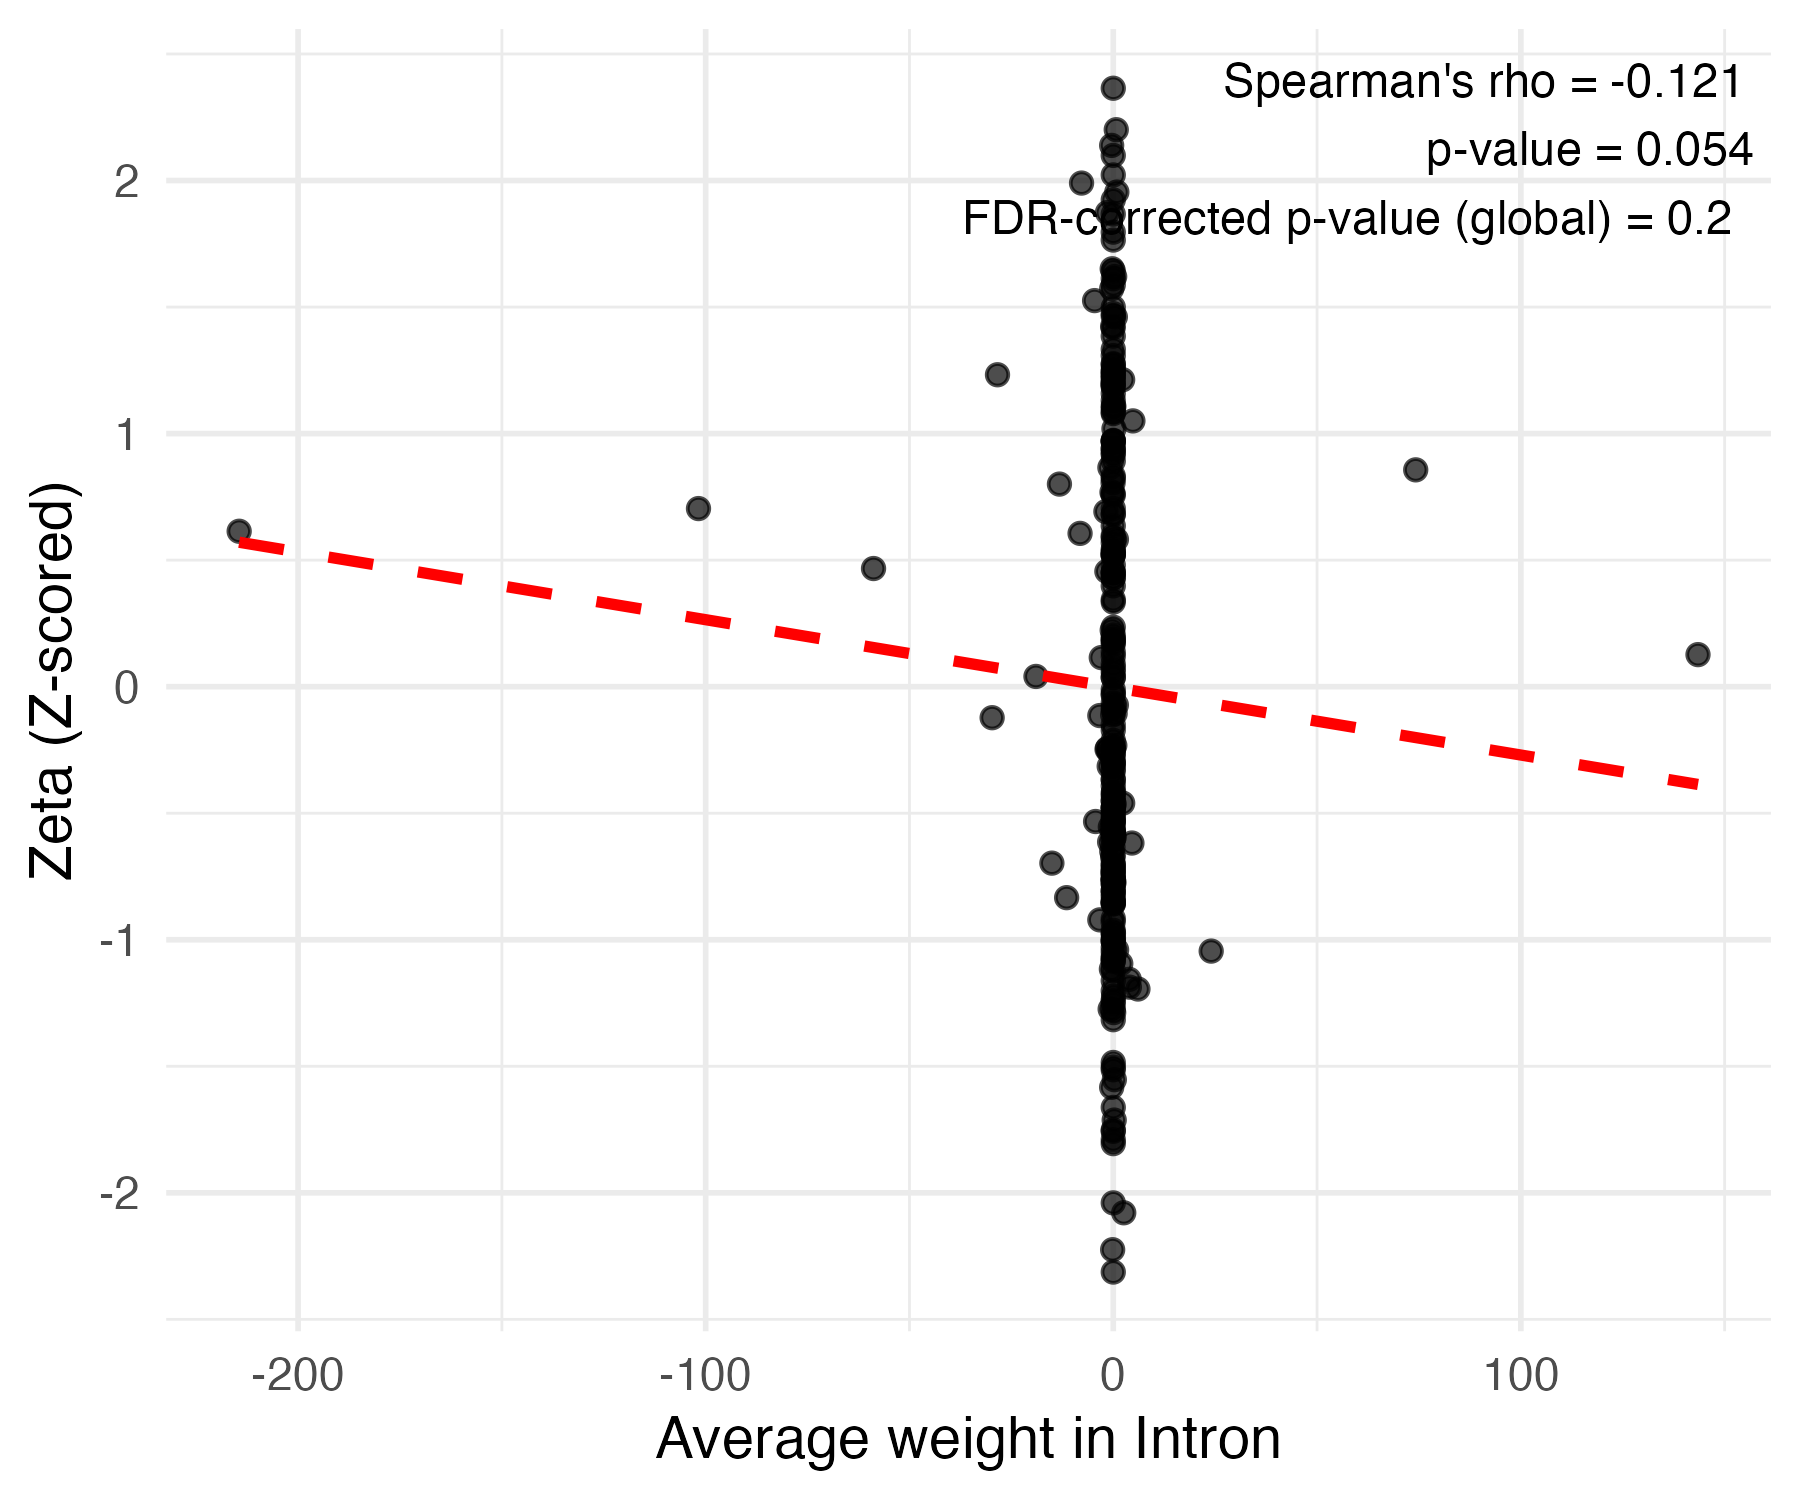 Spearman's rho = -0.121
p-value = 0.054
FDR-corrected p-value (global) = 0.2
2
1
0
-1
-2
Zeta (Z-scored)
-200 -100 0 100
Average weight in Intron